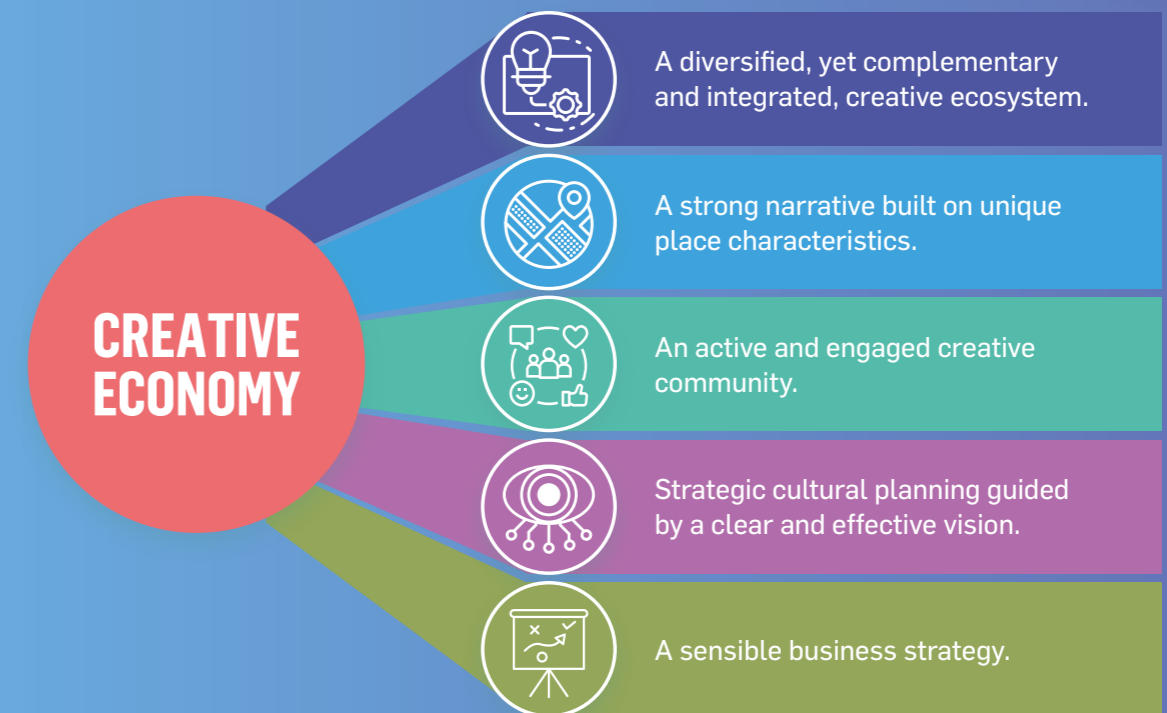 CREATIVE
ECONOMY
A diversified, yet complementary
and integrated, creative ecosystem.
A strong narrative built on unique
place characteristics.
An active and engaged creative
community.
Strategic cultural planning guided
by a clear and effective vision.
A sensible business strategy.